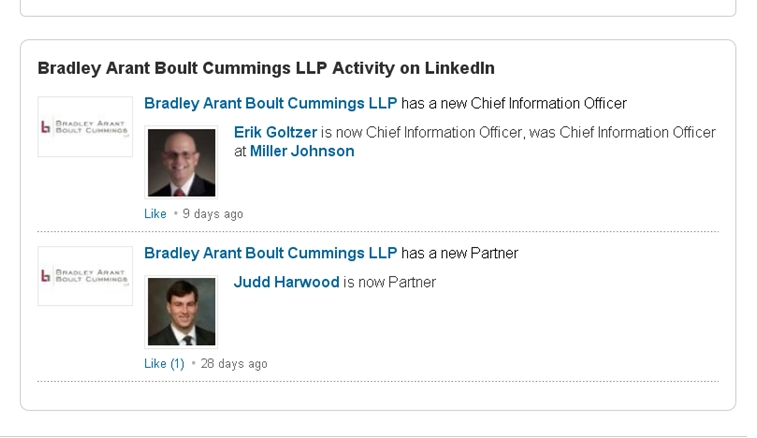 Bradley Arant Boult Cummings LLP Activity on LinkedIn
BRADLEY ARANT
BOULT CUMMINGS
LLP
Bradley Arant Boult Cummings LLP has a new Chief Information Officer
Erik Goltzer is now Chief Information Officer, was Chief Information Officer
at Miller Johnson
Like • 9 days ago
BRADLEY ARANT
BOULT CUMMINGS
LLP
Bradley Arant Boult Cummings LLP has a new Partner
Judd Harwood is now Partner
Like (1) • 28 days ago